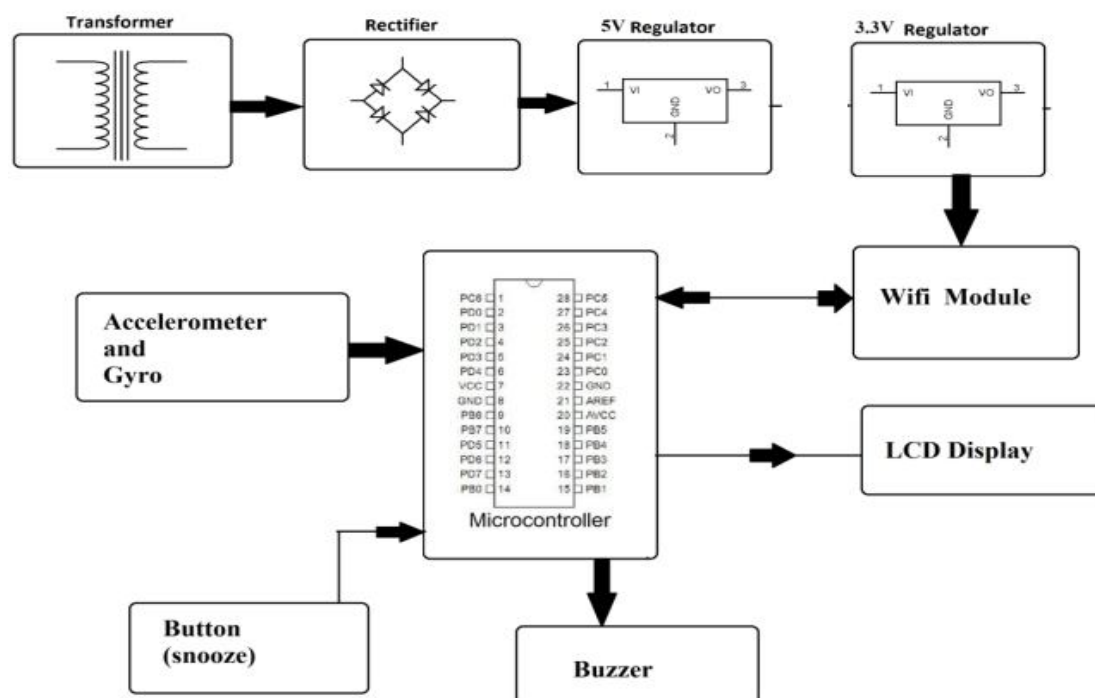 Transformer
Rectifier
5V Regulator
3.3V Regulator
1
VI
VO
3
GND
2
1
VI
VO
3
GND
2
Accelerometer
and
Gyro
PC6 1 28 PC5
PD0 2 27 PC4
PD1 3 26 PC3
PD2 4 25 PC2
PD3 5 24 PC1
PD4 6 23 PC0
VCC 7 22 GND
GND 8 21 AREF
PB6 9 20 AVCC
PB7 10 19 PB5
PD5 11 18 PB4
PD6 12 17 PB3
PD7 13 16 PB2
PB0 14 15 PB1
Microcontroller
Wifi Module
LCD Display
Button
(snooze)
Buzzer